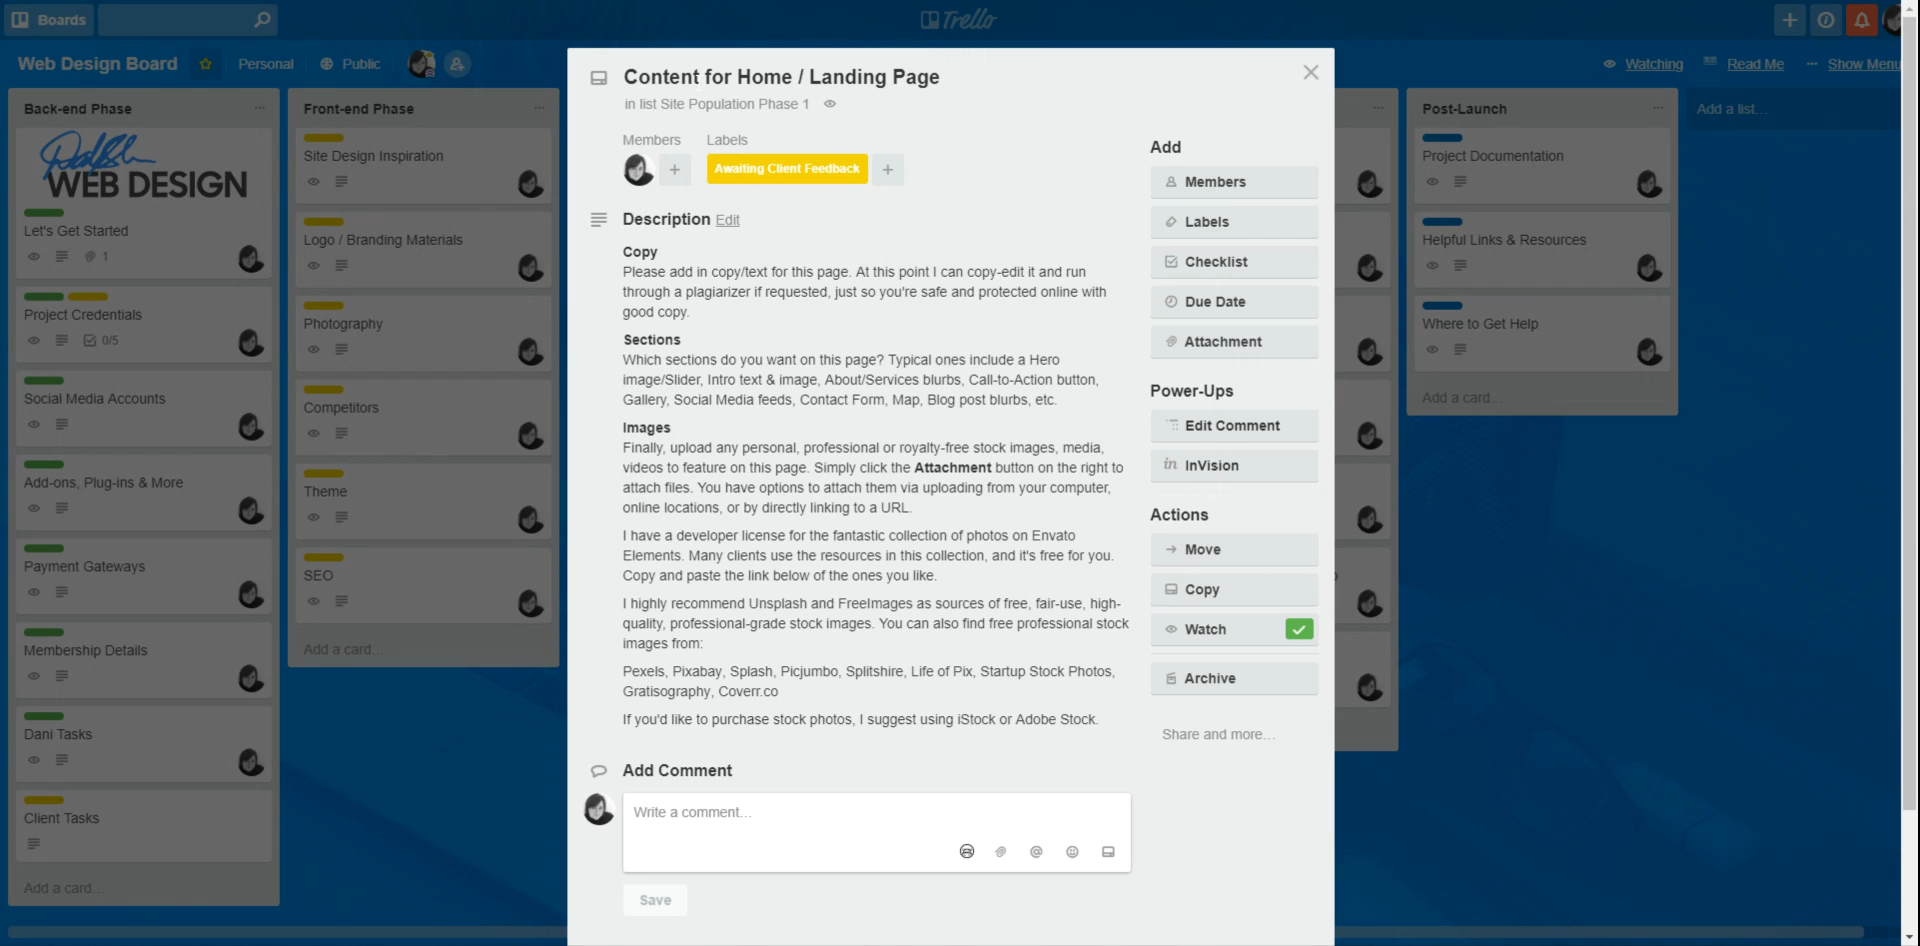 Boards
Trello
Web Design Board
Personal
Public
Watching
Read Me
Show Menu
Back-end Phase
WEB DESIGN
Let's Get Started
1
Project Credentials
0/5
Social Media Accounts
Add-ons, Plug-ins & More
Payment Gateways
Membership Details
Dani Tasks
Client Tasks
Add a card...
Front-end Phase
Site Design Inspiration
Logo / Branding Materials
Photography
Competitors
Theme
SEO
Add a card...
Content for Home / Landing Page
in list Site Population Phase 1
Members
Labels
Awaiting Client Feedback
Description Edit
Copy
Please add in copy/text for this page. At this point I can copy-edit it and run
through a plagiarizer if requested, just so you're safe and protected online with
good copy.
Sections
Which sections do you want on this page? Typical ones include a Hero
image/Slider, Intro text & image, About/Services blurbs, Call-to-Action button,
Gallery, Social Media feeds, Contact Form, Map, Blog post blurbs, etc.
Images
Finally, upload any personal, professional or royalty-free stock images, media,
videos to feature on this page. Simply click the Attachment button on the right to
attach files. You have options to attach them via uploading from your computer,
online locations, or by directly linking to a URL.
I have a developer license for the fantastic collection of photos on Envato
Elements. Many clients use the resources in this collection, and it's free for you.
Copy and paste the link below of the ones you like.
I highly recommend Unsplash and FreeImages as sources of free, fair-use, high-
quality, professional-grade stock images. You can also find free professional stock
images from:
Pexels, Pixabay, Splash, Picjumbo, Splitshire, Life of Pix, Startup Stock Photos,
Gratisography, Coverr.co
If you'd like to purchase stock photos, I suggest using iStock or Adobe Stock.
Add Comment
Write a comment...
Save
Add
Members
Labels
Checklist
Due Date
Attachment
Power-Ups
Edit Comment
in InVision
Actions
Move
Copy
Watch
Archive
Share and more...
Post-Launch
Project Documentation
Helpful Links & Resources
Where to Get Help
Add a card...
Add a list...